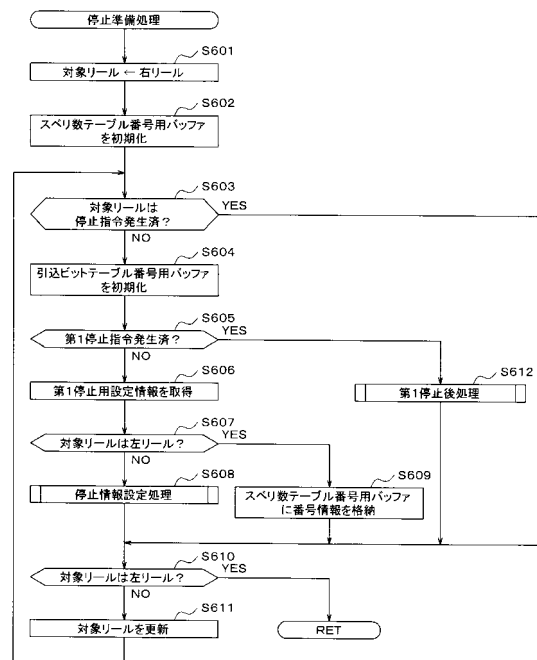 停止準備処理
S601
対象リール ← 右リール
S602
スベリ数テーブル番号用バッファ
を初期化
S603
対象リールは
停止指令発生済？
YES
NO
S604
引込ビットテーブル番号用バッファ
を初期化
S605
第1停止指令発生済？
YES
NO
S606
第1停止用設定情報を取得
S612
第1停止後処理
S607
対象リールは左リール？
YES
NO
S608
停止情報設定処理
S609
スベリ数テーブル番号用バッファ
に番号情報を格納
S610
対象リールは左リール？
YES
NO
S611
対象リールを更新
RET